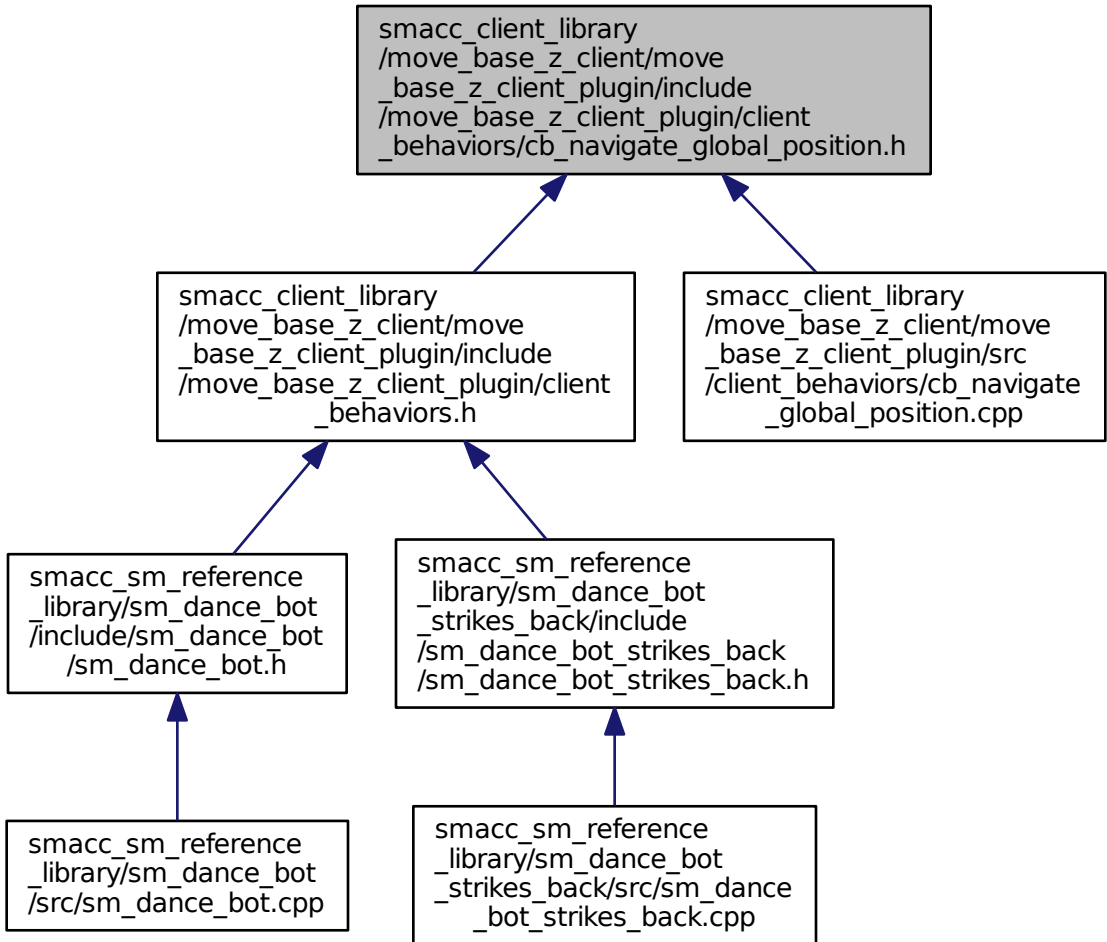 smacc_client_library
/move_base_z_client/move
_base_z_client_plugin/include
/move_base_z_client_plugin/client
_behaviors/cb_navigate_global_position.h
smacc_client_library
/move_base_z_client/move
_base_z_client_plugin/include
/move_base_z_client_plugin/client
_behaviors.h
smacc_client_library
/move_base_z_client/move
_base_z_client_plugin/src
/client_behaviors/cb_navigate
_global_position.cpp
smacc_sm_reference
_library/sm_dance_bot
/include/sm_dance_bot
/sm_dance_bot.h
smacc_sm_reference
_library/sm_dance_bot
_strikes_back/include
/sm_dance_bot_strikes_back
/sm_dance_bot_strikes_back.h
smacc_sm_reference
_library/sm_dance_bot
/src/sm_dance_bot.cpp
smacc_sm_reference
_library/sm_dance_bot
_strikes_back/src/sm_dance
_bot_strikes_back.cpp